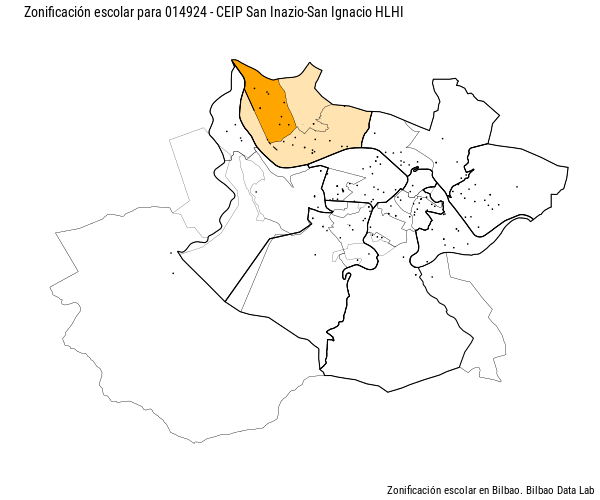 Zonificación escolar para 014924 - CEIP San Inazio-San Ignacio HLHI
Zonificación escolar en Bilbao. Bilbao Data Lab